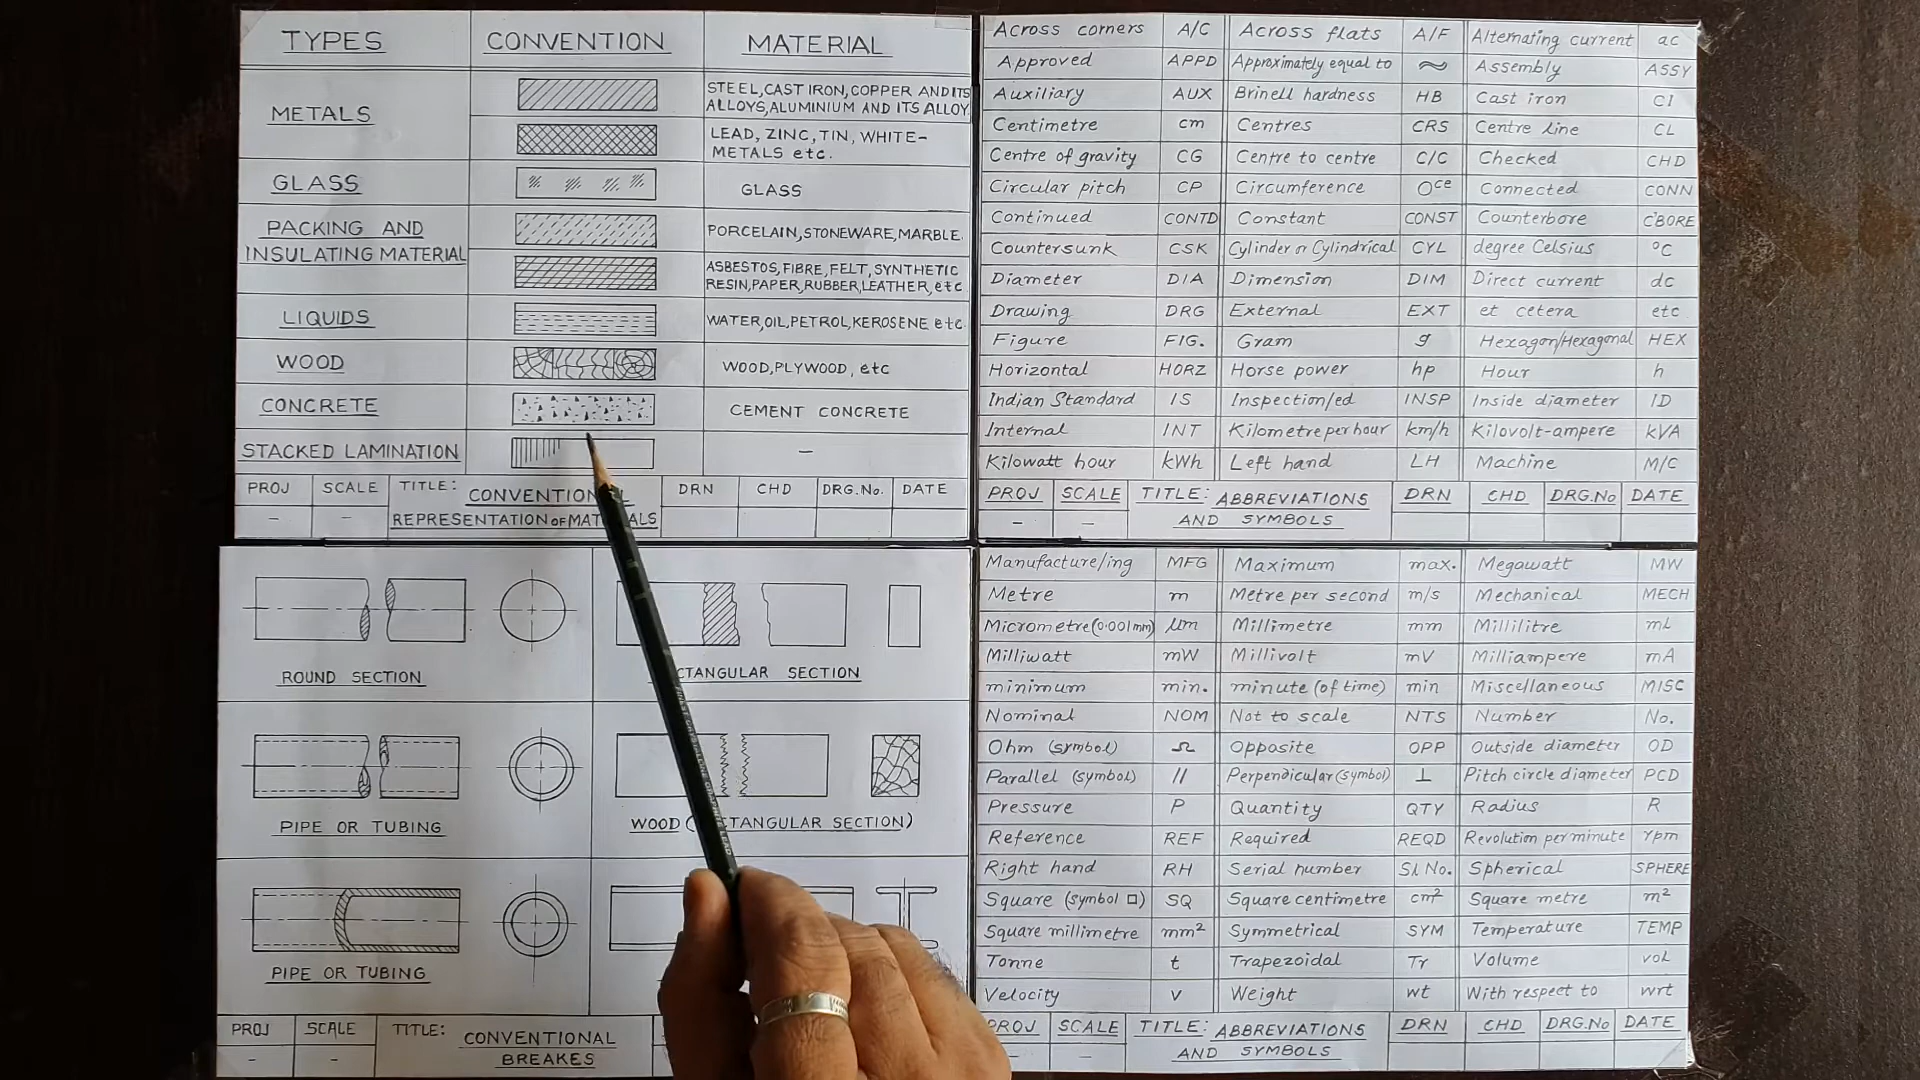 TYPES CONVENTION MATERIAL
METALS
STEEL,CAST IRON,COPPER AND ITS
ALLOYS,ALUMINIUM AND ITS ALLOY.
LEAD, ZINC, TIN, WHITE-
METALS etc.
GLASS GLASS
PACKING AND
INSULATING MATERIAL
PORCELAIN,STONEWARE,MARBLE.
ASBESTOS,FIBRE,FELT,SYNTHETIC
RESIN,PAPER,RUBBER,LEATHER,etc
LIQUIDS WATER,OIL,PETROL,KEROSENE etc.
WOOD WOOD,PLYWOOD, etc
CONCRETE CEMENT CONCRETE
STACKED LAMINATION –
PROJ SCALE TITLE: DRN CHD DRG.No. DATE
– –
REPRESENTATION OF
Across corners A/C Across flats A/F Alternating current ac
Approved APPD Approximately equal to ≈ Assembly ASSY
Auxiliary AUX Brinell hardness HB Cast iron CI
Centimetre cm Centres CRS Centre line CL
Centre of gravity CG Centre to centre C/C Checked CHD
Circular pitch CP Circumference Oce Connected CONN
Continued CONTD Constant CONST Counterbore C'BORE
Countersunk CSK Cylinder or Cylindrical CYL degree Celsius °C
Diameter DIA Dimension DIM Direct current dc
Drawing DRG External EXT et cetera etc
Figure FIG. Gram g Hexagon/Hexagonal HEX
Horizontal HORZ Horse power hp Hour h
Indian Standard IS Inspection/ed INSP Inside diameter ID
Internal INT Kilometre per hour km/h Kilovolt-ampere kVA
Kilowatt hour kWh Left hand LH Machine M/C
PROJ SCALE TITLE: ABBREVIATIONS DRN CHD DRG.No DATE
– – AND SYMBOLS
ROUND SECTION
SECTION
PIPE OR TUBING
WOOD SECTION)
PIPE OR TUBING
PROJ SCALE TITLE: CONVENTIONAL
– – BREAKES
Manufacture/ing MFG Maximum max. Megawatt MW
Metre m Metre per second m/s Mechanical MECH
Micrometre(0.001mm) μm Millimetre mm Millilitre mL
Milliwatt mW Millivolt mV Milliampere mA
minimum min. minute (of time) min Miscellaneous MISC
Nominal NOM Not to scale NTS Number No.
Ohm (symbol) Ω Opposite OPP Outside diameter OD
Parallel (symbol) // Perpendicular(symbol) ⊥ Pitch circle diameter PCD
Pressure P Quantity QTY Radius R
Reference REF Required REQD Revolution per minute rpm
Right hand RH Serial number Sl No. Spherical SPHERE
Square (symbol □) SQ Square centimetre cm² Square metre m²
Square millimetre mm² Symmetrical SYM Temperature TEMP
Tonne t Trapezoidal Tr Volume vol
Velocity v Weight wt With respect to wrt
PROJ SCALE TITLE: ABBREVIATIONS DRN CHD DRG.No DATE
– – AND SYMBOLS